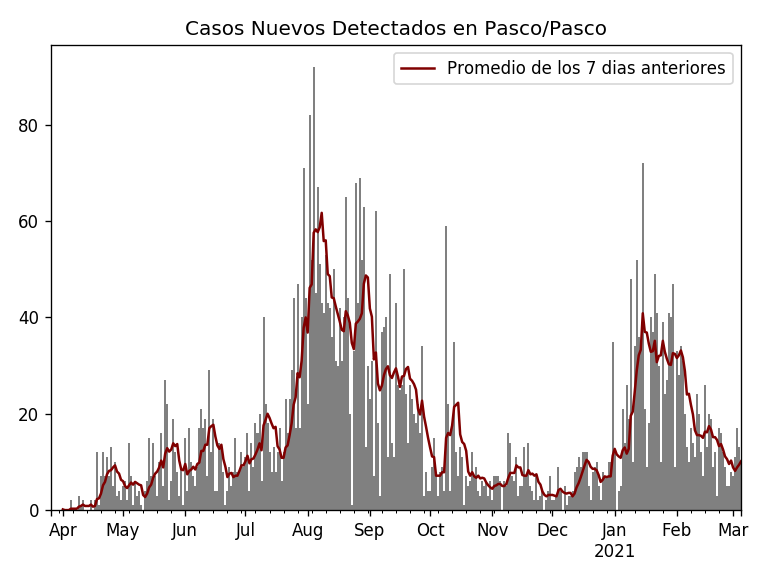 Casos Nuevos Detectados en Pasco/Pasco
Promedio de los 7 dias anteriores
80
60
40
20
0
Apr May Jun Jul Aug Sep Oct Nov Dec Jan Feb Mar
2021